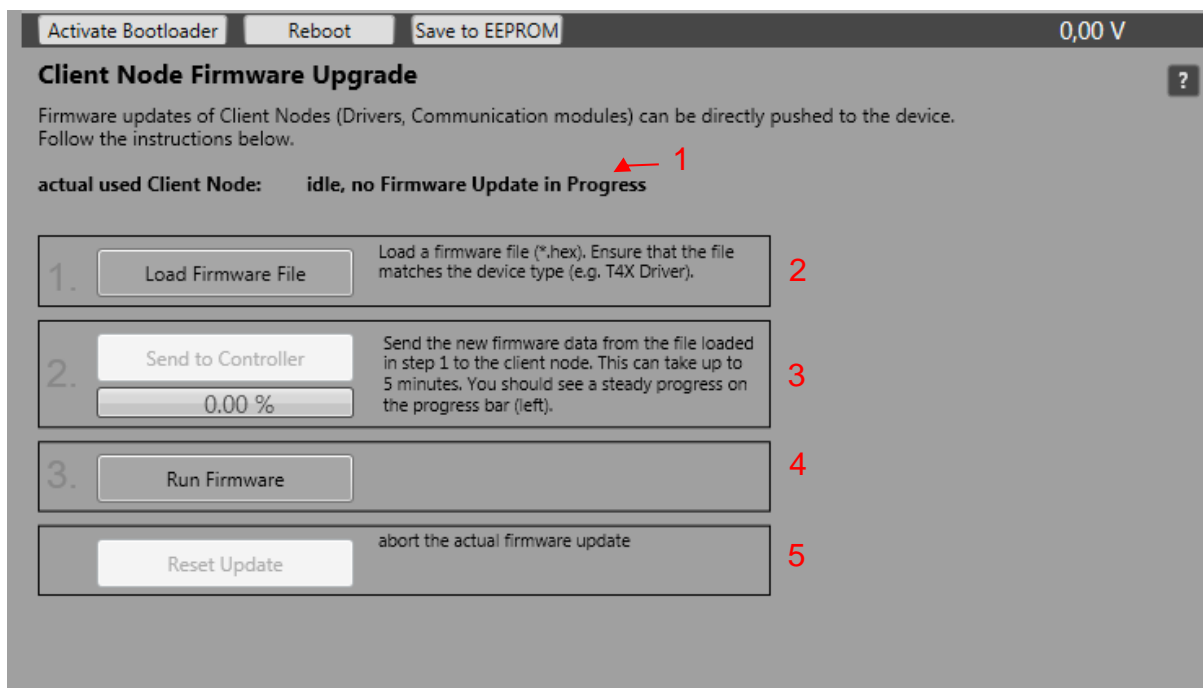 Activate Bootloader Reboot Save to EEPROM 0,00 V
Client Node Firmware Upgrade
?
Firmware updates of Client Nodes (Drivers, Communication modules) can be directly pushed to the device.
Follow the instructions below.
1
actual used Client Node: idle, no Firmware Update in Progress
1. Load Firmware File
Load a firmware file (*.hex). Ensure that the file
matches the device type (e.g. T4X Driver).
2
2. Send to Controller
0.00 %
Send the new firmware data from the file loaded
in step 1 to the client node. This can take up to
5 minutes. You should see a steady progress on
the progress bar (left).
3
3. Run Firmware
4
Reset Update
abort the actual firmware update
5